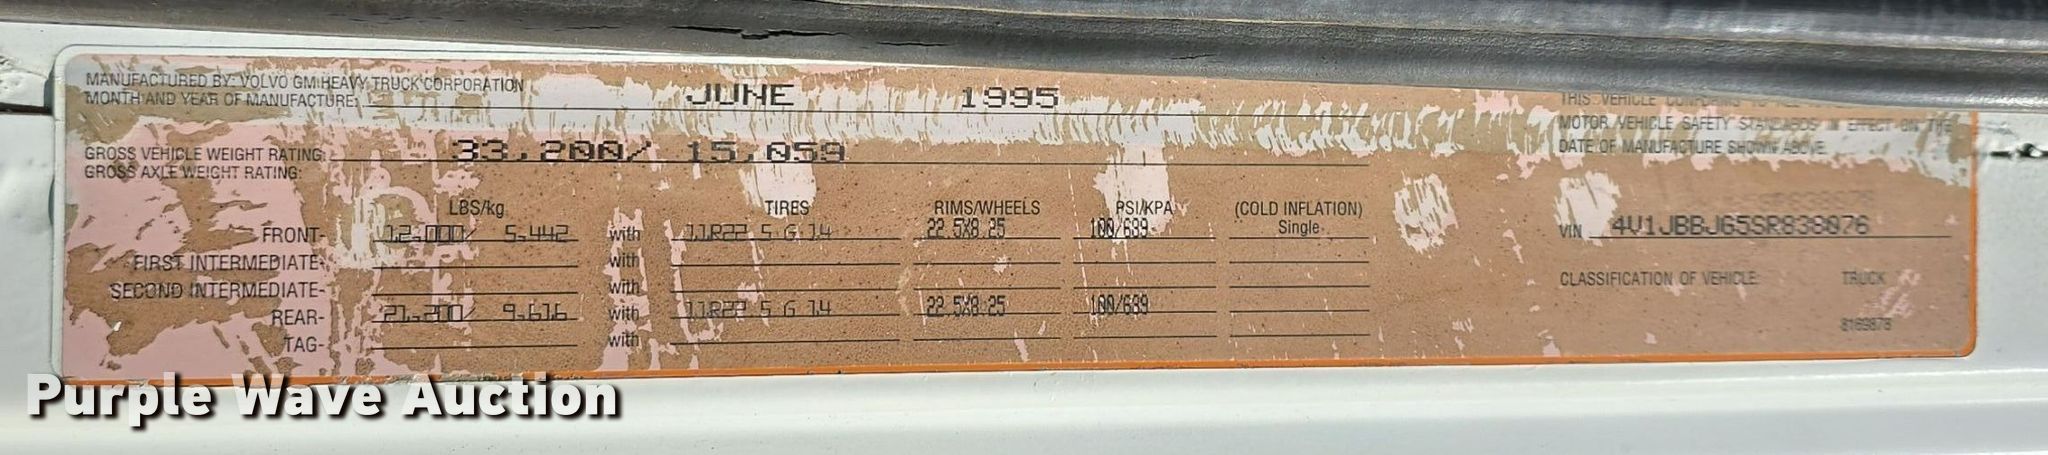 MANUFACTURED BY: VOLVO GM HEAVY TRUCK CORPORATION
MONTH AND YEAR OF MANUFACTURE: JUNE 1995
GROSS VEHICLE WEIGHT RATING: 33,200/ 15,059
GROSS AXLE WEIGHT RATING:
LBS/kg TIRES RIMS/WHEELS PSI/KPA (COLD INFLATION)
FRONT- 12,000/ 5,442 with 11R22.5 G 14 22.5X8.25 100/689 Single
FIRST INTERMEDIATE- with
SECOND INTERMEDIATE- with
REAR- 21,200/ 9,616 with 11R22.5 G 14 22.5X8.25 100/689
TAG- with
THIS VEHICLE CONFORMS TO ALL
MOTOR VEHICLE SAFETY STANDARDS IN EFFECT ON THE
DATE OF MANUFACTURE SHOWN ABOVE.
VIN 4V1JBBJG5SR838076
CLASSIFICATION OF VEHICLE: TRUCK
8169878
Purple Wave Auction